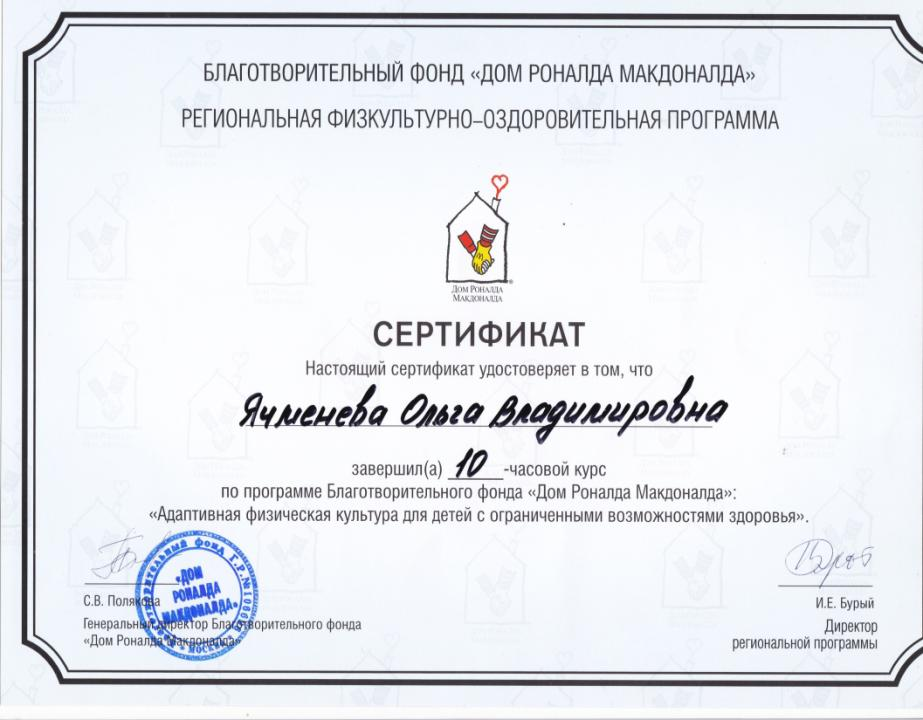 БЛАГОТВОРИТЕЛЬНЫЙ ФОНД «ДОМ РОНАЛДА МАКДОНАЛДА»
РЕГИОНАЛЬНАЯ ФИЗКУЛЬТУРНО–ОЗДОРОВИТЕЛЬНАЯ ПРОГРАММА
ДОМ РОНАЛДА
МАКДОНАЛДА
СЕРТИФИКАТ
Настоящий сертификат удостоверяет в том, что
Ячменева Ольга Владимировна
завершил(а) 10 -часовой курс
по программе Благотворительного фонда «Дом Роналда Макдоналда»:
«Адаптивная физическая культура для детей с ограниченными возможностями здоровья».
«ДОМ
РОНАЛДА
МАКДОНАЛДА»
МОСКВА
С.В. Полякова
Генеральный директор Благотворительного фонда
«Дом Роналда Макдоналда»
И.Е. Бурый
Директор
региональной программы